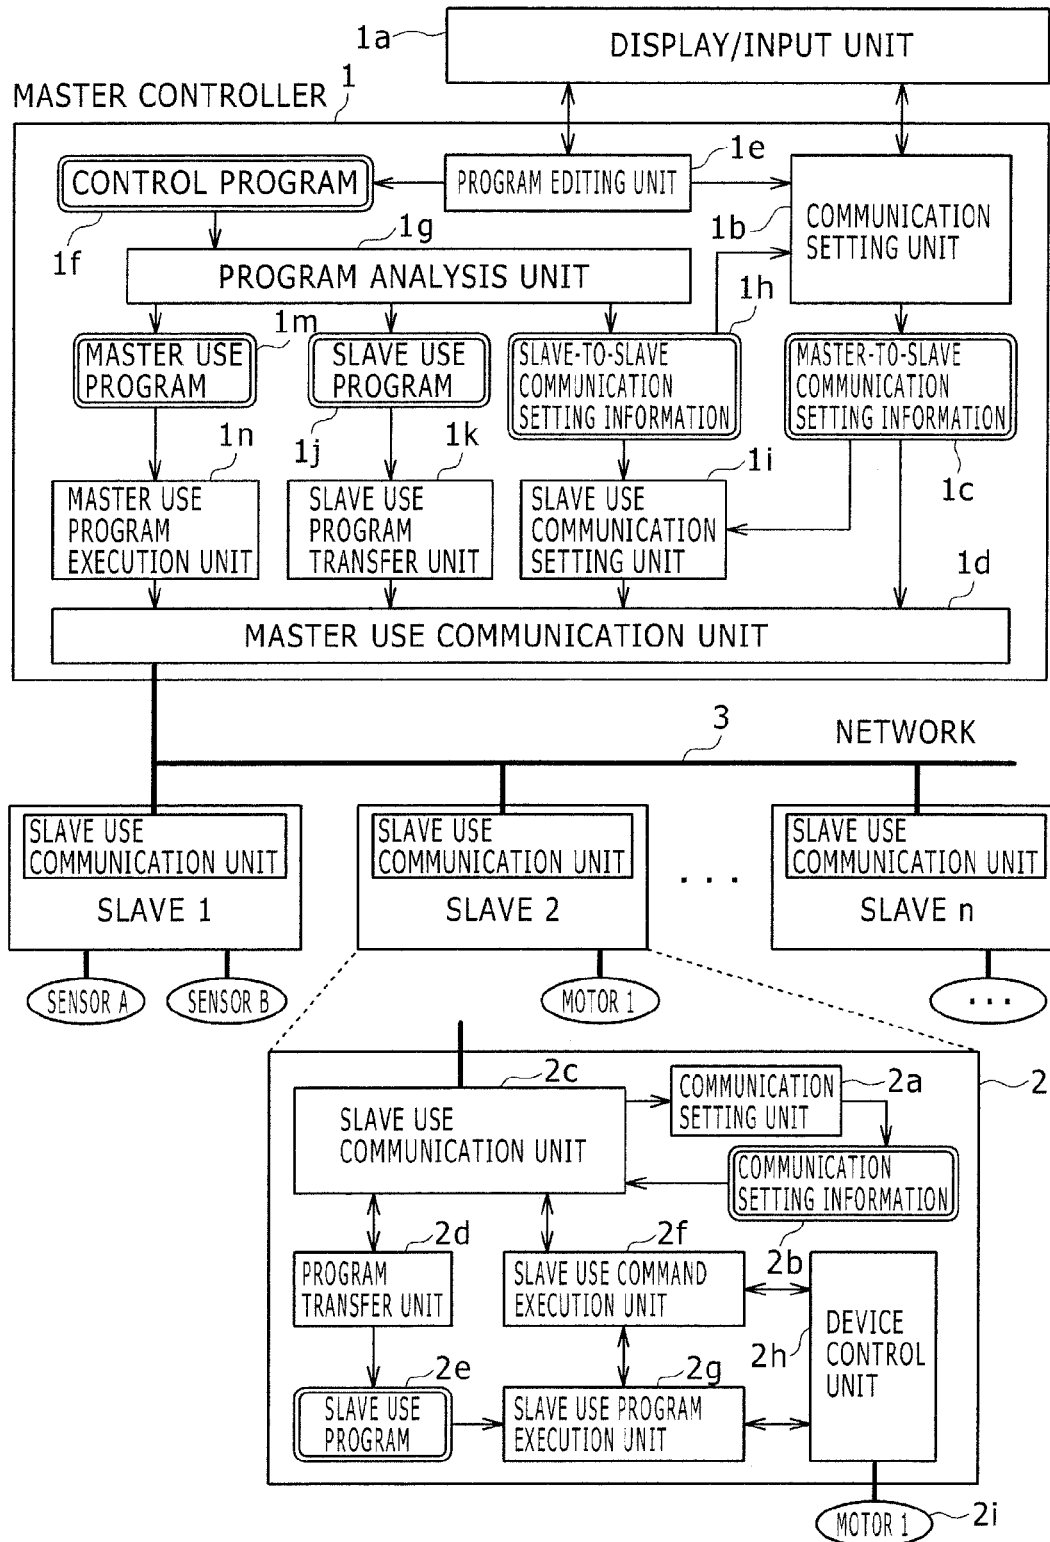 1a
DISPLAY/INPUT UNIT
1
MASTER CONTROLLER
1e
CONTROL PROGRAM
PROGRAM EDITING UNIT
1f
1g
1b
COMMUNICATION
SETTING UNIT
PROGRAM ANALYSIS UNIT
1h
1m
MASTER USE
PROGRAM
SLAVE USE
PROGRAM
SLAVE-TO-SLAVE
COMMUNICATION
SETTING INFORMATION
MASTER-TO-SLAVE
COMMUNICATION
SETTING INFORMATION
1n
1j
1k
1i
1c
MASTER USE
PROGRAM
EXECUTION UNIT
SLAVE USE
PROGRAM
TRANSFER UNIT
SLAVE USE
COMMUNICATION
SETTING UNIT
1d
MASTER USE COMMUNICATION UNIT
3
NETWORK
SLAVE USE
COMMUNICATION UNIT
SLAVE 1
SLAVE USE
COMMUNICATION UNIT
SLAVE 2
. . .
SLAVE USE
COMMUNICATION UNIT
SLAVE n
SENSOR A
SENSOR B
MOTOR 1
. . .
2c
SLAVE USE
COMMUNICATION UNIT
COMMUNICATION
SETTING UNIT
2a
2
COMMUNICATION
SETTING INFORMATION
2d
2f
2b
PROGRAM
TRANSFER UNIT
SLAVE USE COMMAND
EXECUTION UNIT
DEVICE
CONTROL
UNIT
2h
2e
2g
SLAVE USE
PROGRAM
SLAVE USE PROGRAM
EXECUTION UNIT
MOTOR 1
2i